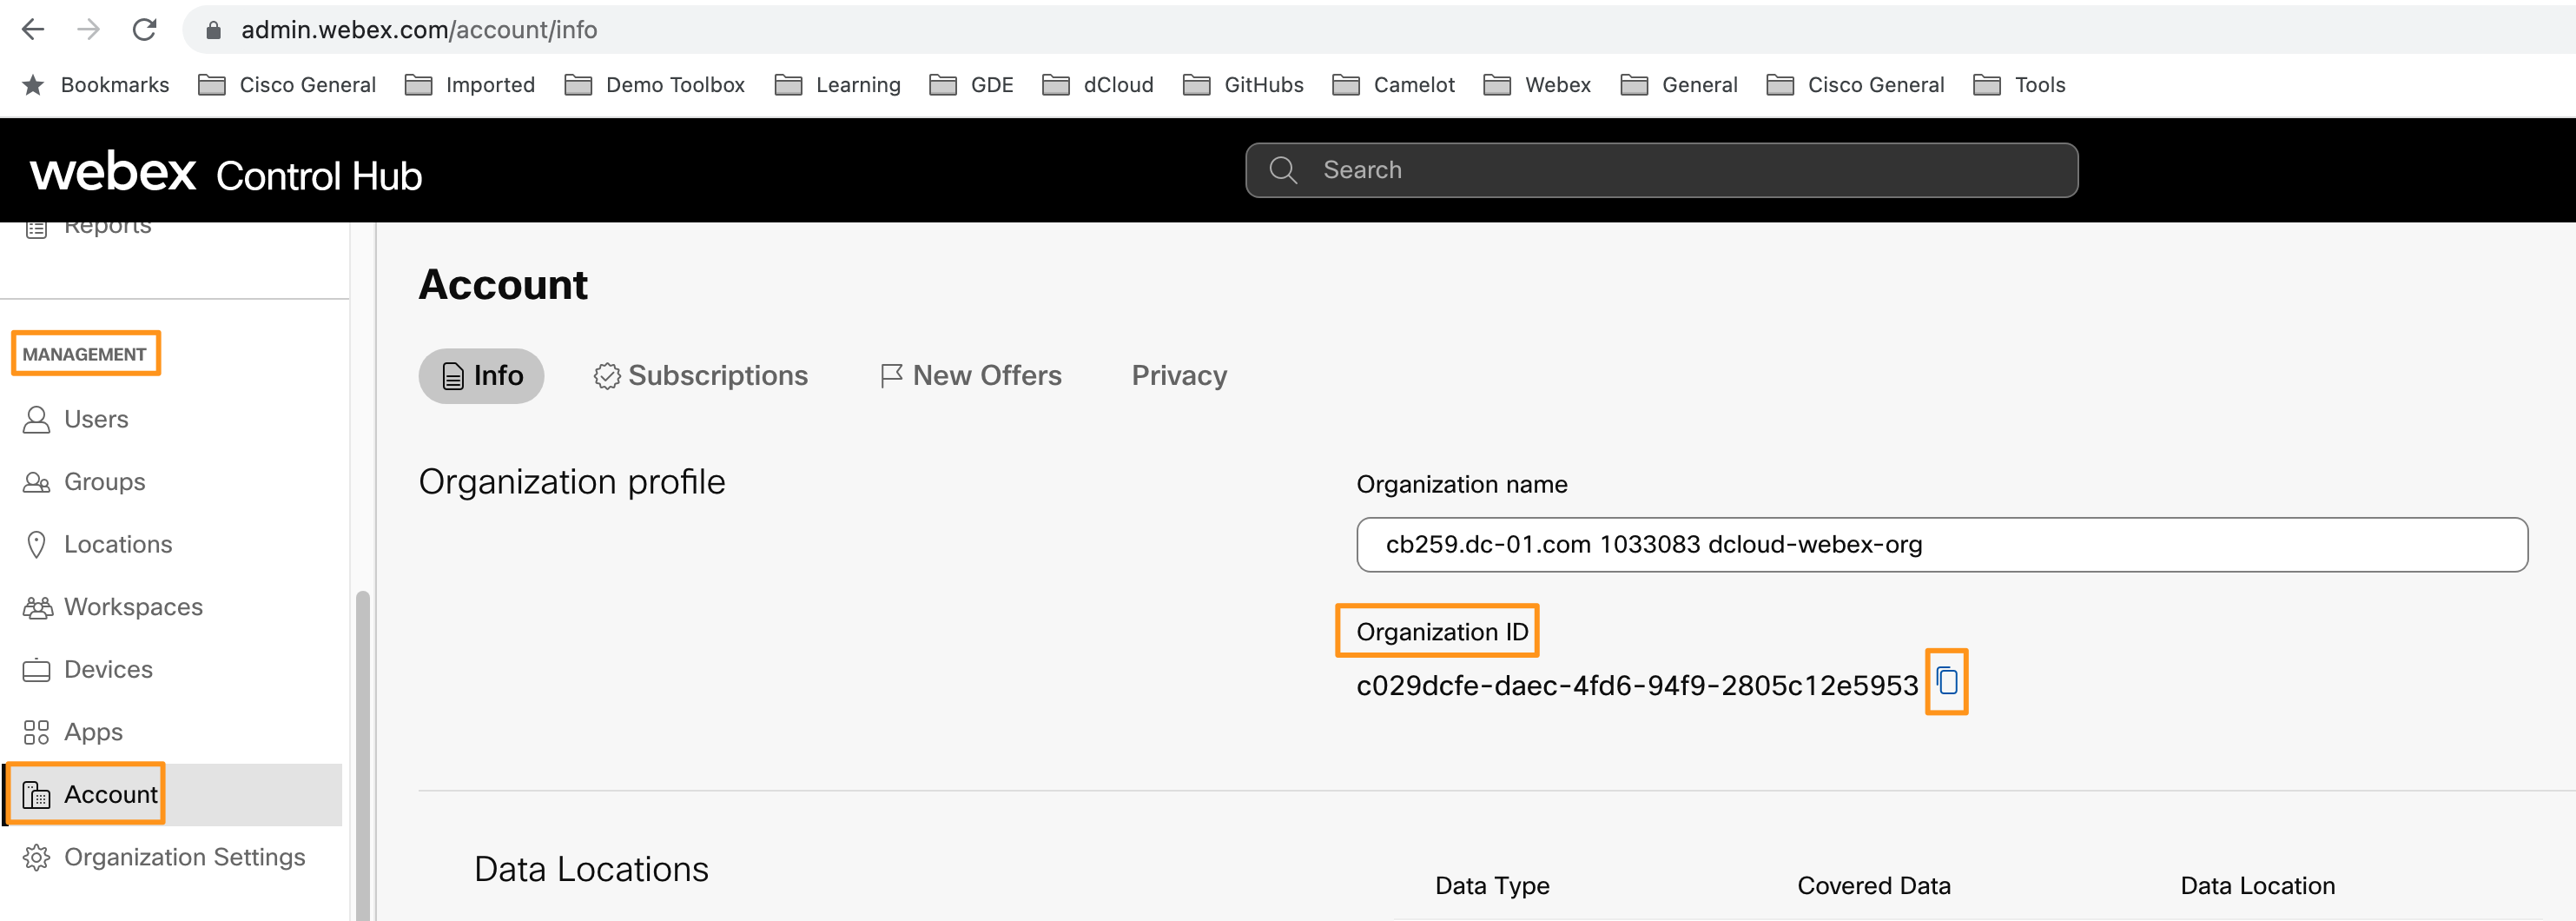 admin.webex.com/account/info
Bookmarks Cisco General Imported Demo Toolbox Learning GDE dCloud GitHubs Camelot Webex General Cisco General Tools
webex Control Hub Search
Reports
Account
MANAGEMENT
Info Subscriptions New Offers Privacy
Users
Groups
Organization profile
Organization name
Locations
cb259.dc-01.com 1033083 dcloud-webex-org
Workspaces
Organization ID
Devices
c029dcfe-daec-4fd6-94f9-2805c12e5953
Apps
Account
Organization Settings
Data Locations
Data Type Covered Data Data Location